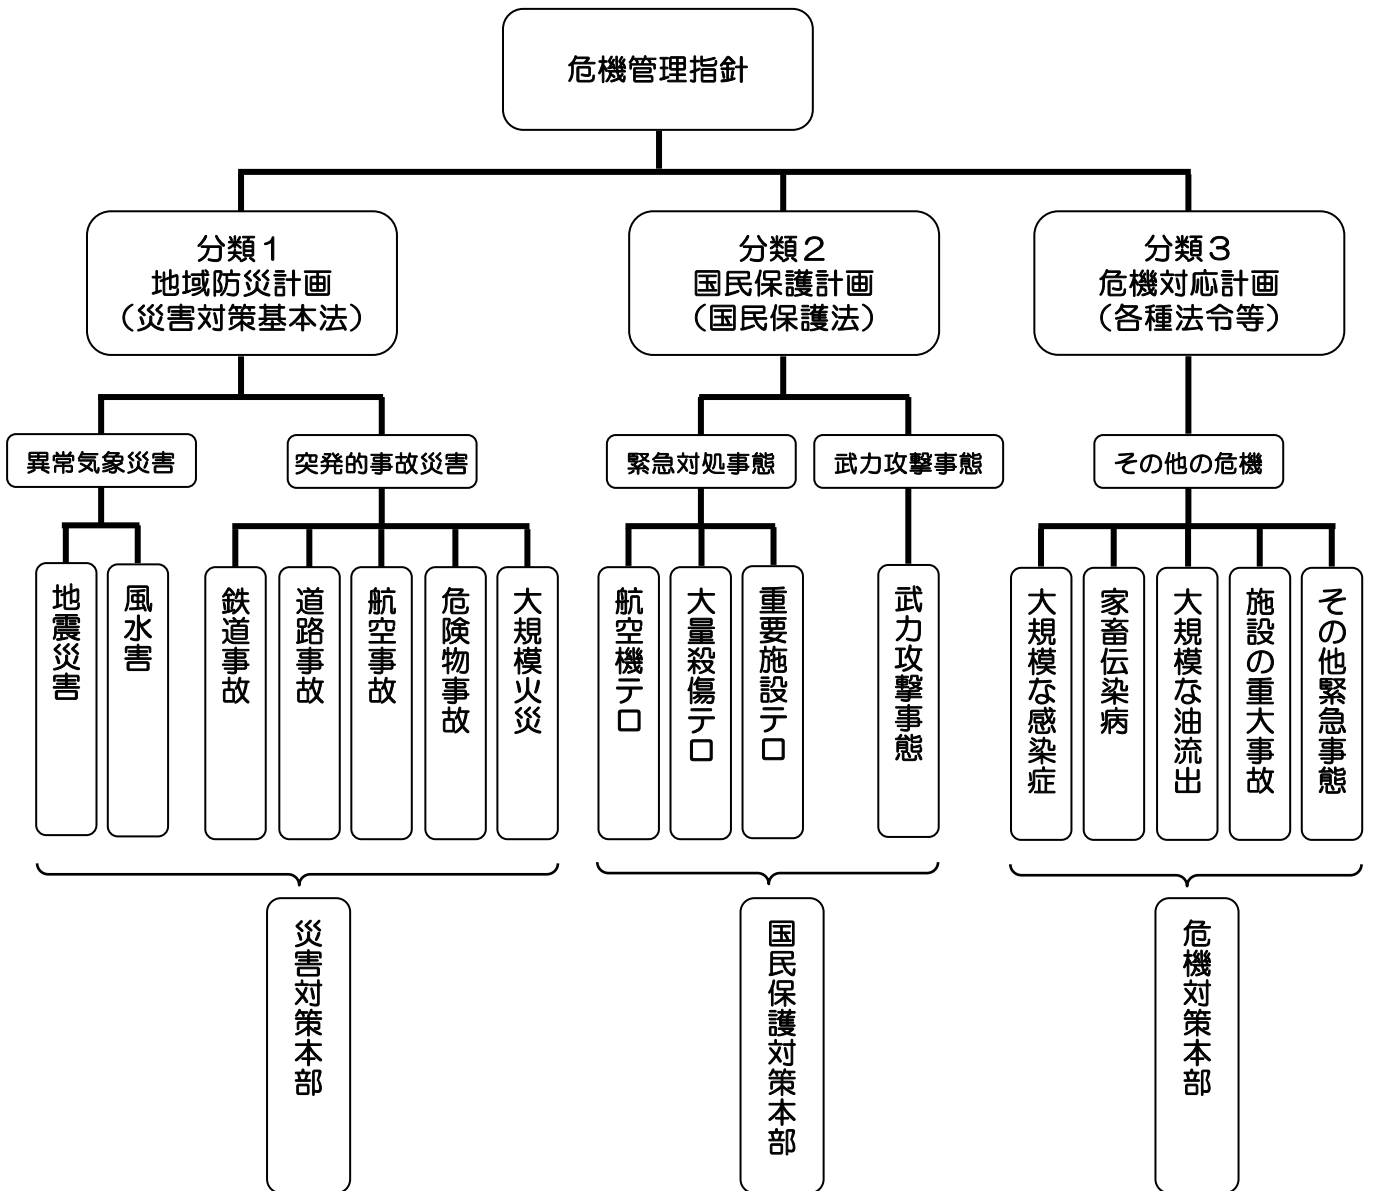 危機管理指針
分類１
地域防災計画
（災害対策基本法）
分類２
国民保護計画
（国民保護法）
分類３
危機対応計画
（各種法令等）
異常気象災害
突発的事故災害
緊急対処事態
武力攻撃事態
その他の危機
地震災害
風水害
鉄道事故
道路事故
航空事故
危険物事故
大規模火災
航空機テロ
大量殺傷テロ
重要施設テロ
武力攻撃事態
大規模な感染症
家畜伝染病
大規模な油流出
施設の重大事故
その他緊急事態
災害対策本部
国民保護対策本部
危機対策本部